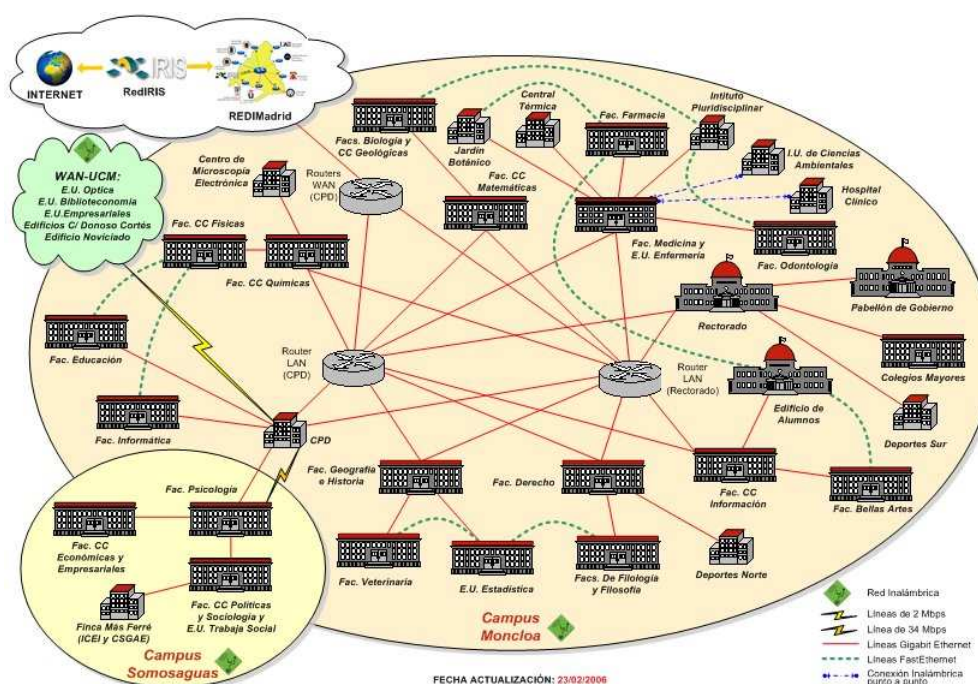 INTERNET
RedIRIS
IRIS
REDIMadrid
WAN-UCM:
E.U. Optica
E.U. Biblioteconomia
E.U.Empresariales
Edificios C/ Donoso Cortés
Edificio Noviciado
Centro de
Microscopía
Electrónica
Routers
WAN
(CPD)
Facs. Biología y
CC Geológicas
Jardín
Botánico
Central
Térmica
Fac. Farmacia
Intituto
Pluridisciplinar
I.U. de Ciencias
Ambientales
Hospital
Clínico
Fac. CC
Matemáticas
Fac. CC Físicas
Fac. CC Químicas
Fac. Medicina y
E.U. Enfermería
Fac. Odontología
Rectorado
Pabellón de Gobierno
Fac. Educación
Router
LAN
(CPD)
Router
LAN
(Rectorado)
Colegios Mayores
Edificio de
Alumnos
Deportes Sur
Fac. Informática
CPD
Fac. Geografía
e Historia
Fac. Derecho
Fac. CC
Información
Fac. Bellas Artes
Fac. Psicología
Fac. CC
Económicas y
Empresariales
Fac. Veterinaria
E.U. Estadística
Facs. De Filología
y Filosofía
Deportes Norte
Finca Mas Ferré
(ICEI y CSGAE)
Fac. CC Políticas
y Sociología y
E.U. Trabaja Social
Campus
Somosaguas
Campus
Moncloa
Red Inalámbrica
Líneas de 2 Mbps
Línea de 34 Mbps
Líneas Gigabit Ethernet
Líneas FastEthernet
Conexión Inalámbrica
punto a punto
FECHA ACTUALIZACIÓN: 23/02/2006